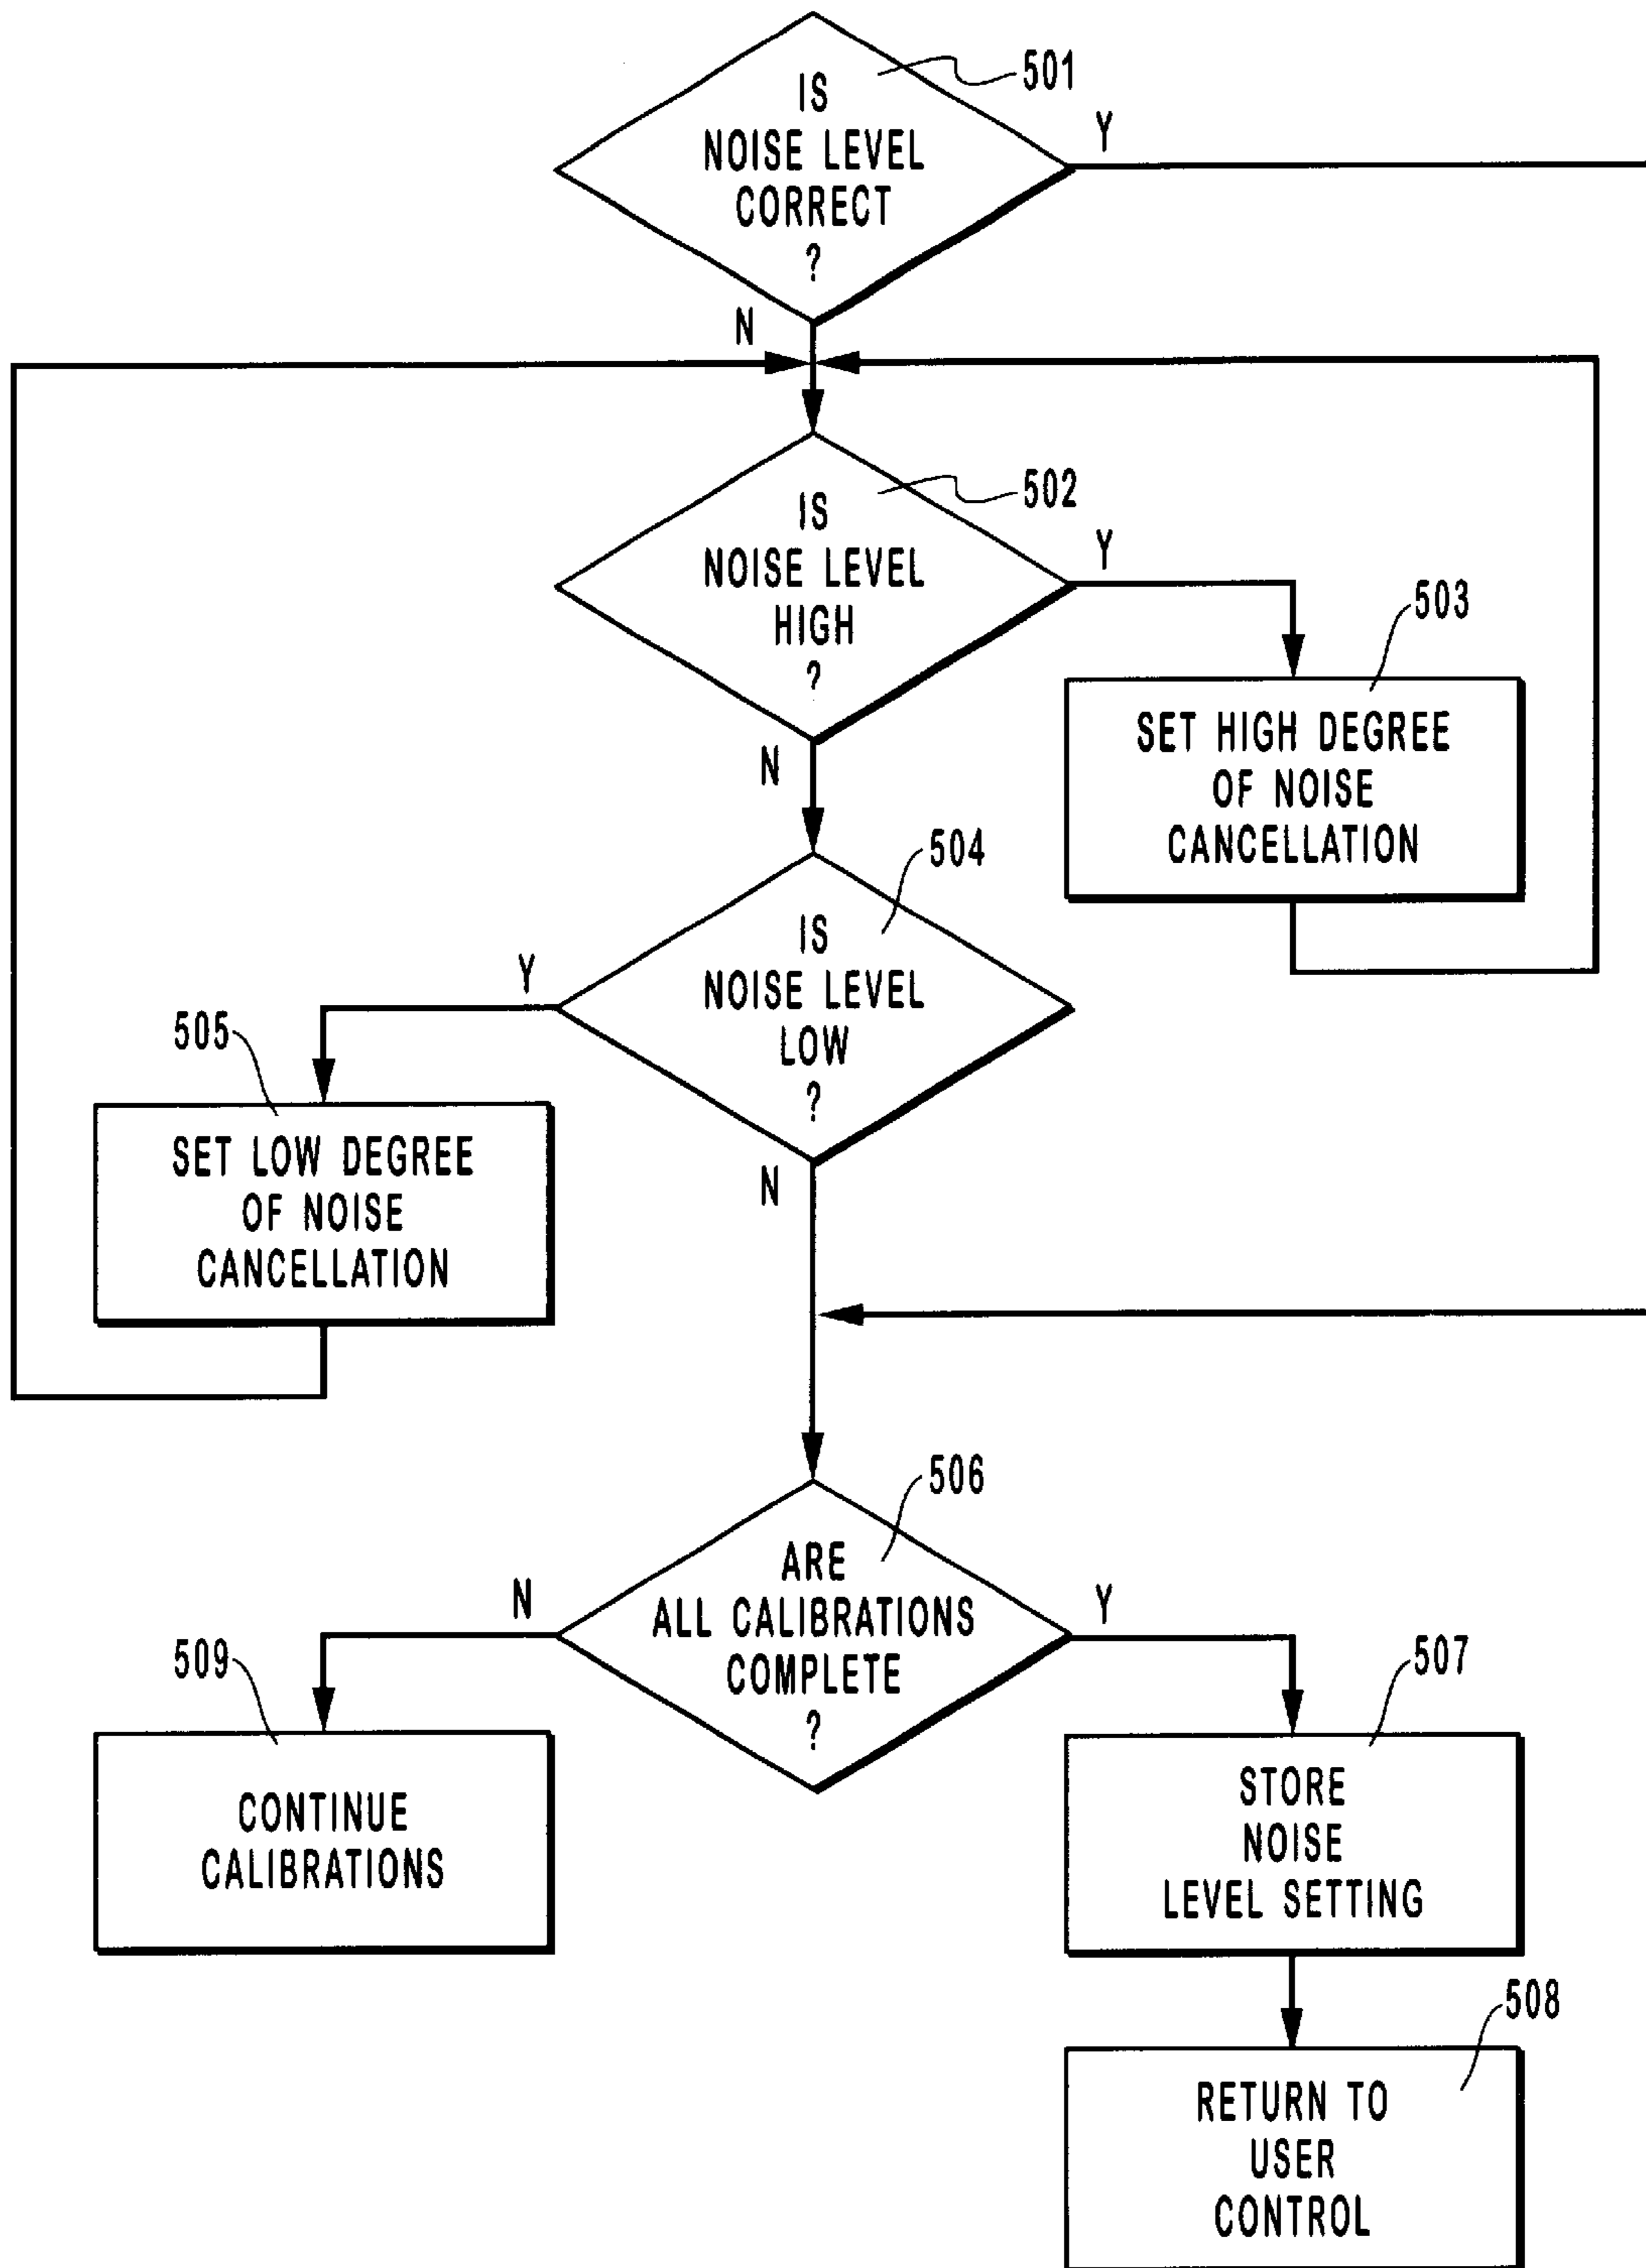 501
IS
NOISE LEVEL
CORRECT
?
Y
N
502
IS
NOISE LEVEL
HIGH
?
Y
503
SET HIGH DEGREE
OF NOISE
CANCELLATION
N
504
IS
NOISE LEVEL
LOW
?
Y
505
SET LOW DEGREE
OF NOISE
CANCELLATION
N
506
ARE
ALL CALIBRATIONS
COMPLETE
?
N
Y
509
CONTINUE
CALIBRATIONS
507
STORE
NOISE
LEVEL SETTING
508
RETURN TO
USER
CONTROL